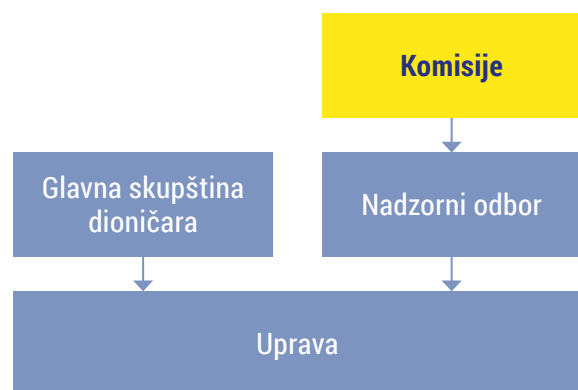 Komisije
Glavna skupština
dioničara
Nadzorni odbor
Uprava